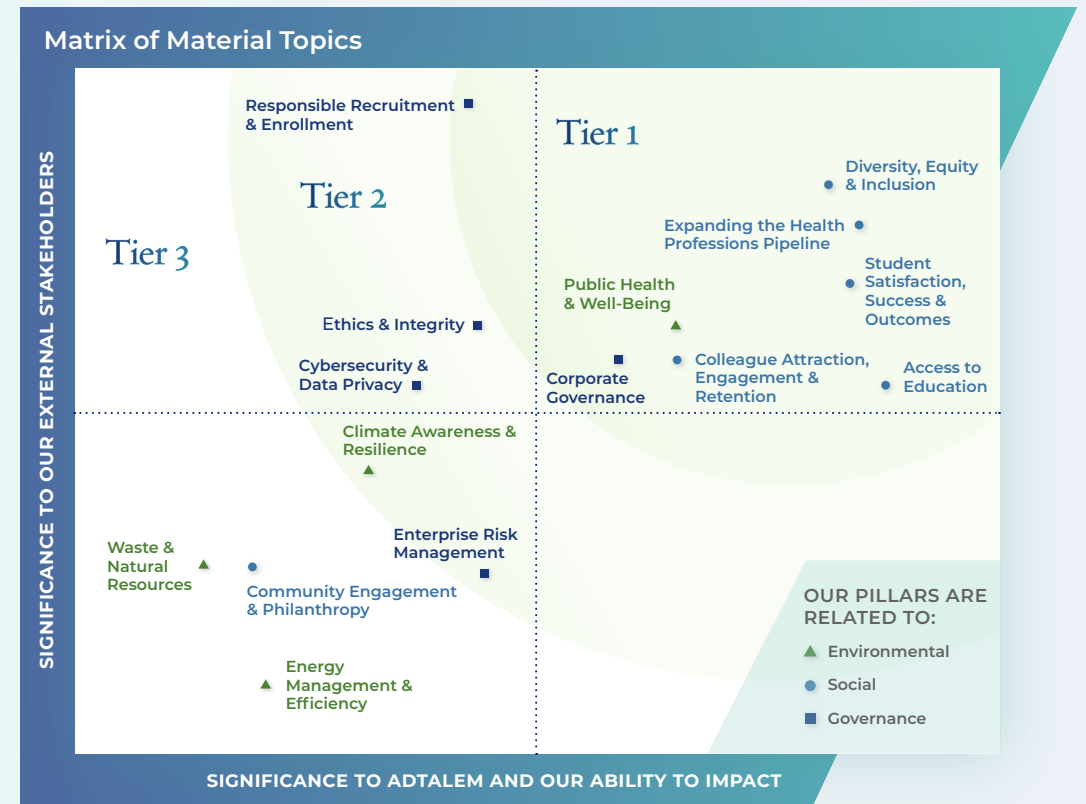 Matrix of Material Topics
SIGNIFICANCE TO OUR EXTERNAL STAKEHOLDERS
Responsible Recruitment
& Enrollment
Tier 1
Tier 2
Tier 3
Diversity, Equity
& Inclusion
Expanding the Health
Professions Pipeline
Student
Satisfaction,
Success &
Outcomes
Public Health
& Well-Being
Ethics & Integrity
Cybersecurity &
Data Privacy
Corporate
Governance
Colleague Attraction,
Engagement &
Retention
Access to
Education
Climate Awareness &
Resilience
Enterprise Risk
Management
Waste &
Natural
Resources
Community Engagement
& Philanthropy
Energy
Management &
Efficiency
OUR PILLARS ARE
RELATED TO:
Environmental
Social
Governance
SIGNIFICANCE TO ADTALEM AND OUR ABILITY TO IMPACT